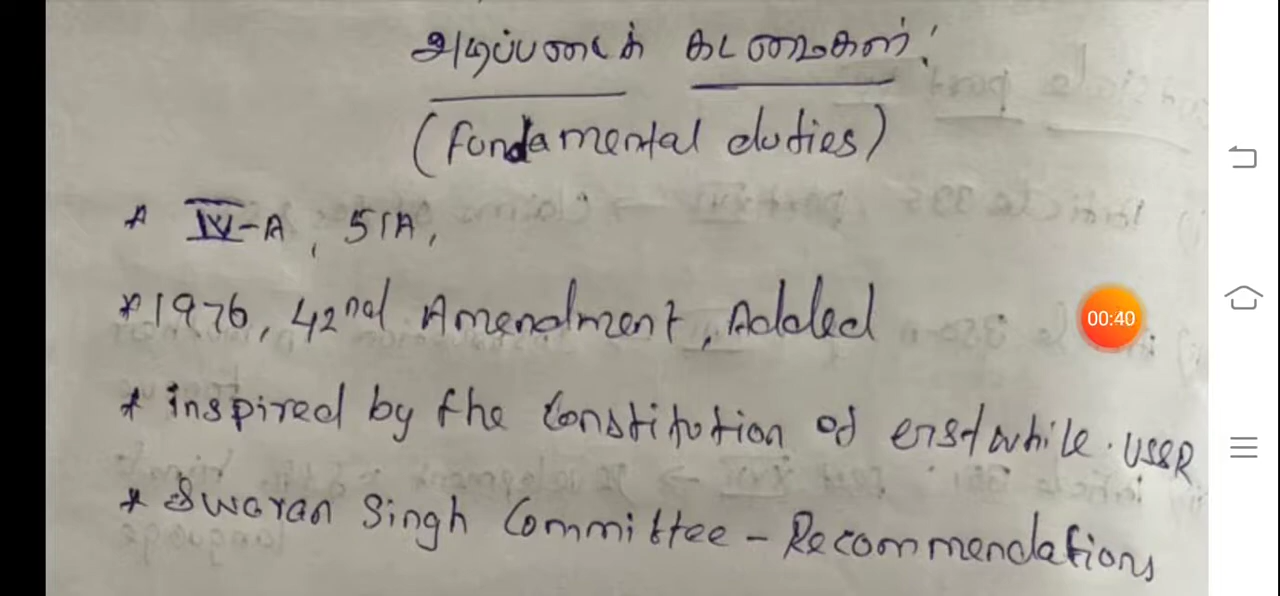 அடிப்படைக் கடமைகள்!
(Fundamental duties)
* IV-A, 51A,
* 1976, 42nd Amendment, Added
* inspired by the Constitution of erstwhile. USSR
* Swaran Singh Committee - Recommendations
00:40